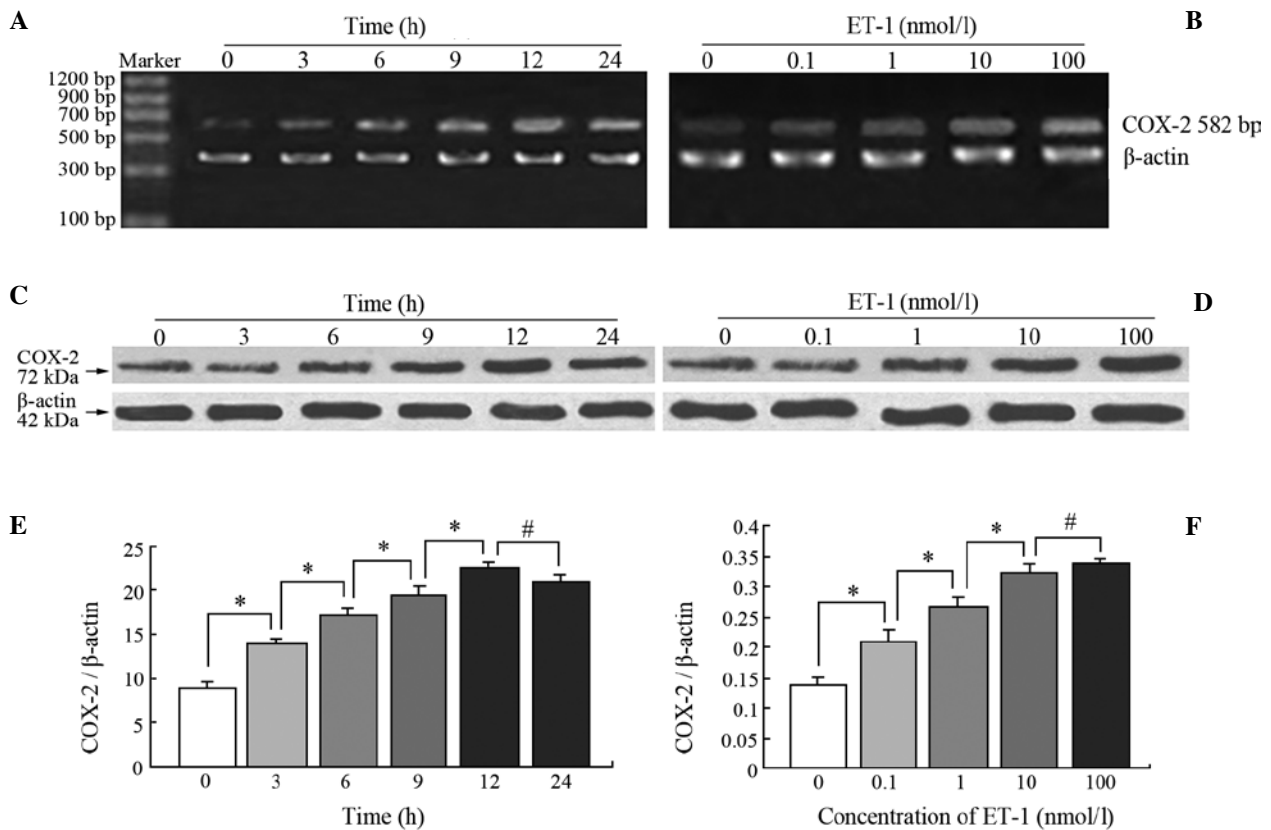 A
Time (h)
Marker 0 3 6 9 12 24
1200 bp
900 bp
700 bp
500 bp
300 bp
100 bp
ET-1 (nmol/l)
B
0 0.1 1 10 100
COX-2 582 bp
β-actin
C
Time (h)
0 3 6 9 12 24
COX-2
72 kDa
β-actin
42 kDa
ET-1 (nmol/l)
D
0 0.1 1 10 100
E
COX-2 / β-actin
25
20
15
10
5
0
* * * * #
0 3 6 9 12 24
Time (h)
F
COX-2 / β-actin
0.4
0.35
0.3
0.25
0.2
0.15
0.1
0.05
0
* * * #
0 0.1 1 10 100
Concentration of ET-1 (nmol/l)